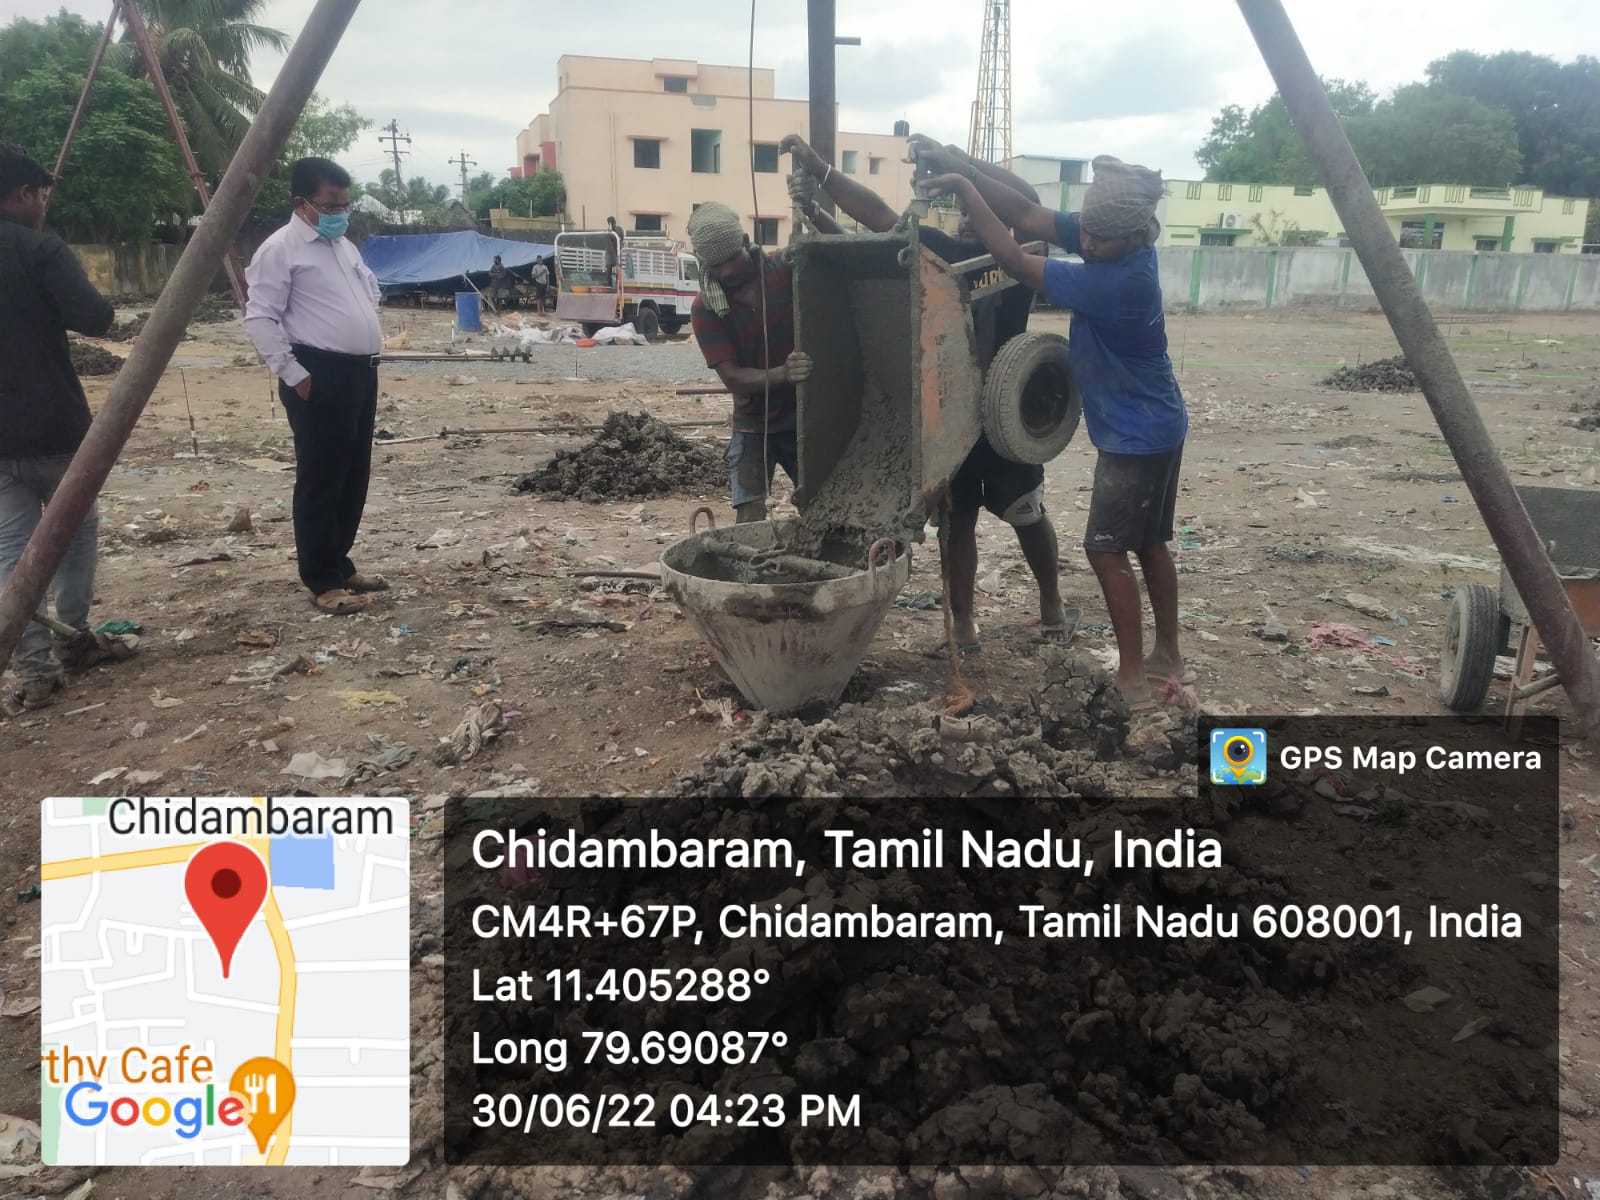 GPS Map Camera
Chidambaram
thy Cafe
Google
Chidambaram, Tamil Nadu, India
CM4R+67P, Chidambaram, Tamil Nadu 608001, India
Lat 11.405288°
Long 79.69087°
30/06/22 04:23 PM